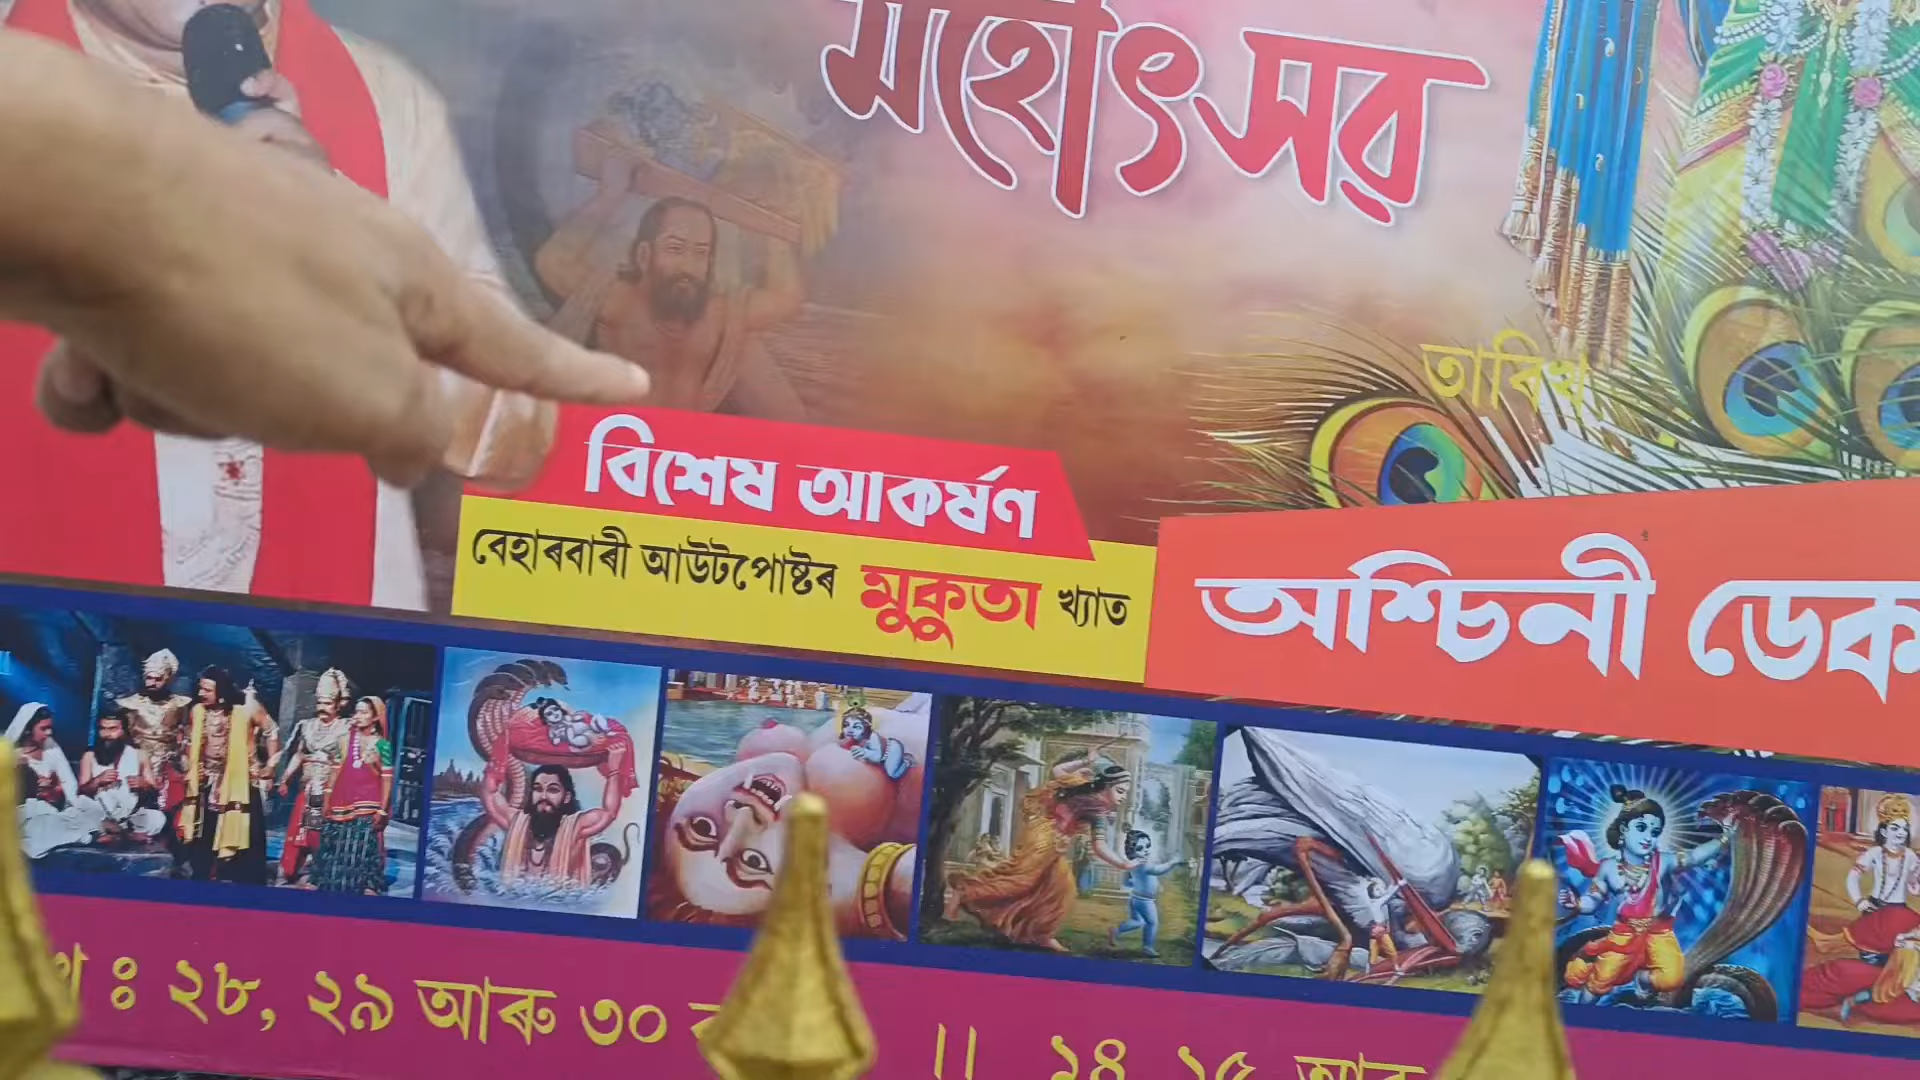 মহোৎসৱ
তাৰিখ
বিশেষ আকৰ্ষণ
বেহাৰবাৰী আউটপোষ্টৰ মুকুতা খ্যাত
অশ্চিনী ডেকা
ঃ ২৮, ২৯ আৰু ৩০
|| ১৪ ১৫ আৰু